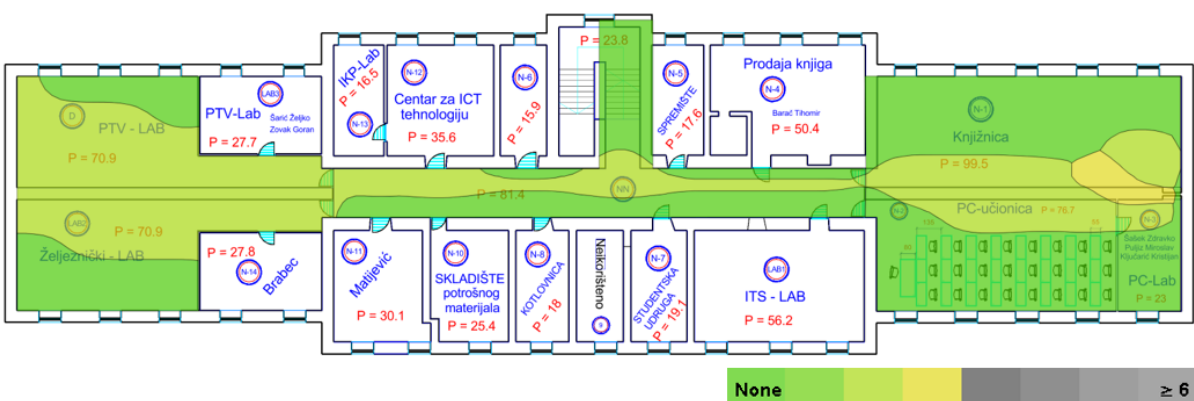 P = 23.8
IKP-Lab
P = 16.5
N-13
N-12
Centar za ICT
tehnologiju
P = 35.6
N-6
P = 15.9
N-5
SPREMIŠTE
P = 17.6
Prodaja knjiga
N-4
Barać Tihomir
P = 50.4
D
PTV - LAB
P = 70.9
LAB3
PTV-Lab
Šarić Željko
Zovak Goran
P = 27.7
N-1
Knjižnica
P = 99.5
P = 81.4
NN
LAB2
P = 70.9
Željeznički - LAB
P = 27.8
N-14
Brabec
N-11
Matijević
P = 30.1
N-10
SKLADIŠTE
potrošnog
materijala
P = 25.4
N-8
KOTLOVNICA
P = 18
Neikorišteno
9
N-7
STUDENTSKA
UDRUGA
P = 19.1
LAB1
ITS - LAB
P = 56.2
N-2
PC-učionica
P = 76.7
N-3
Šašek Zdravko
Puljiz Miroslav
Ključarić Kristijan
PC-Lab
P = 23
None
≥ 6